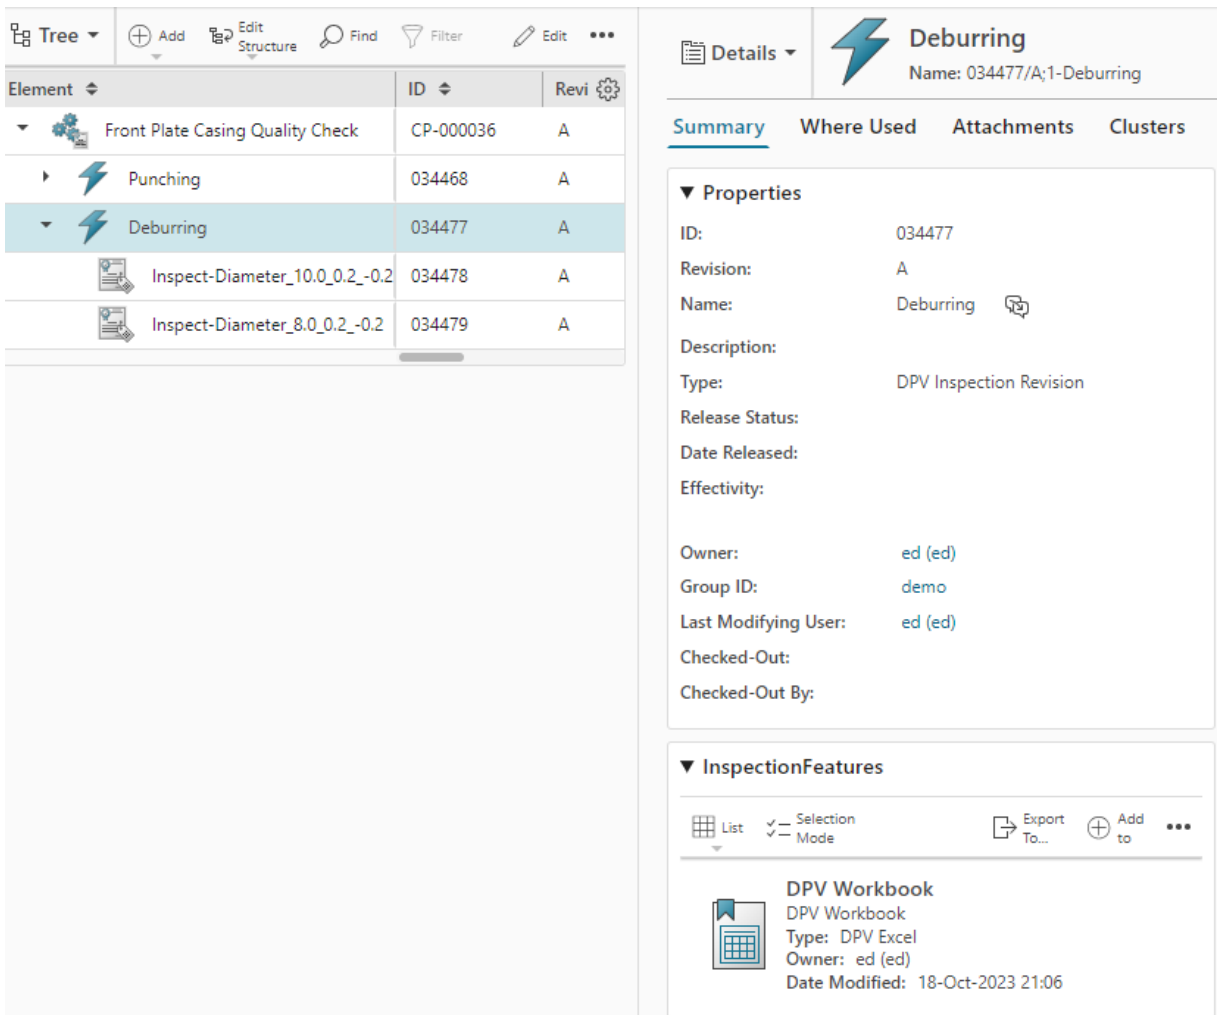 Tree
Add
Edit
Structure
Find
Filter
Edit
Element
ID
Revi
Front Plate Casing Quality Check CP-000036 A
Punching 034468 A
Deburring 034477 A
Inspect-Diameter_10.0_0.2_-0.2 034478 A
Inspect-Diameter_8.0_0.2_-0.2 034479 A
Details
Deburring
Name: 034477/A;1-Deburring
Summary Where Used Attachments Clusters
Properties
ID: 034477
Revision: A
Name: Deburring
Description:
Type: DPV Inspection Revision
Release Status:
Date Released:
Effectivity:
Owner: ed (ed)
Group ID: demo
Last Modifying User: ed (ed)
Checked-Out:
Checked-Out By:
InspectionFeatures
List
Selection
Mode
Export
To...
Add
to
DPV Workbook
DPV Workbook
Type: DPV Excel
Owner: ed (ed)
Date Modified: 18-Oct-2023 21:06